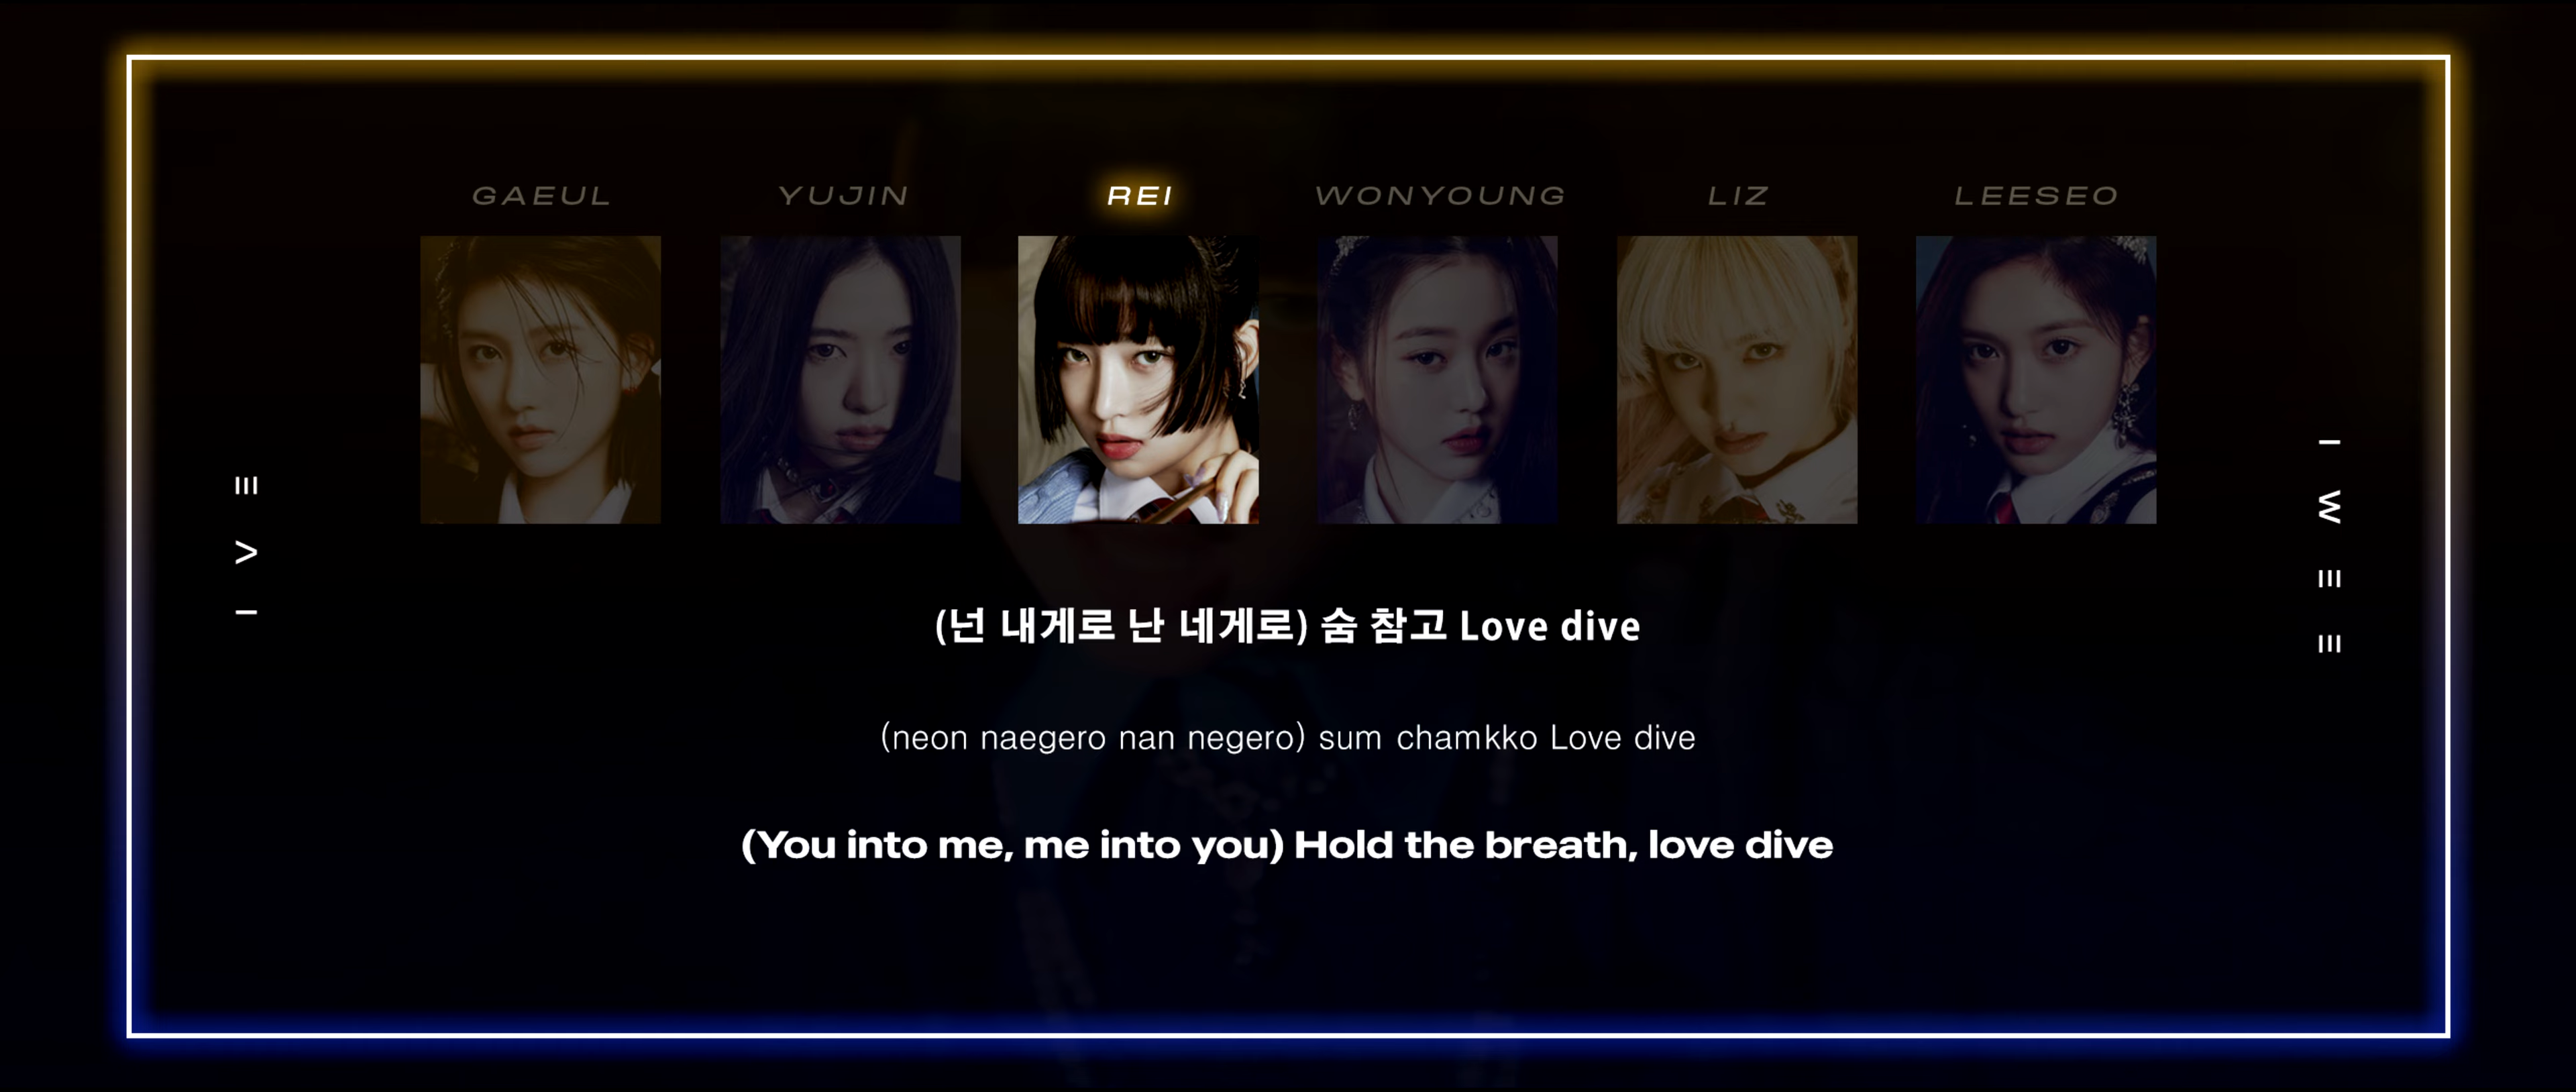 GAEUL YUJIN REI WONYOUNG LIZ LEESEO
I V Ξ
I W Ξ Ξ
(넌 내게로 난 네게로) 숨 참고 Love dive
(neon naegero nan negero) sum chamkko Love dive
(You into me, me into you) Hold the breath, love dive